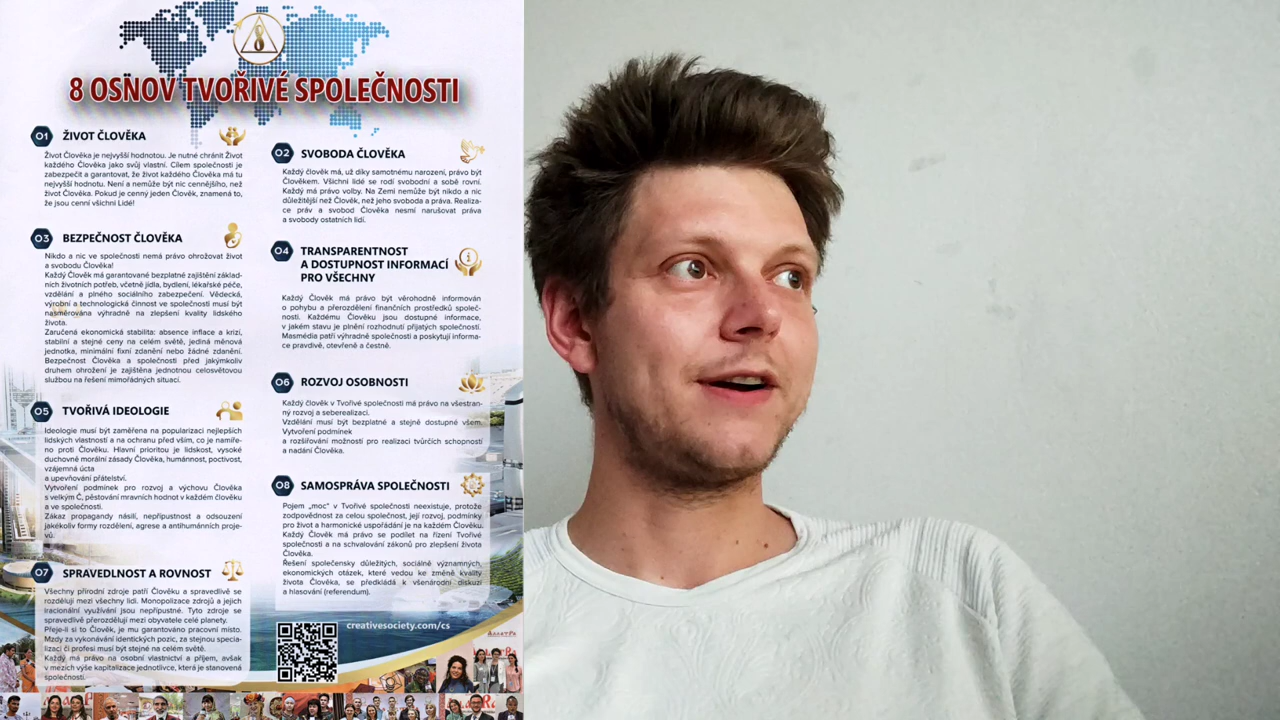 8 OSNOV TVOŘIVÉ SPOLEČNOSTI
01 ŽIVOT ČLOVĚKA
Život Člověka je nejvyšší hodnotou. Je nutné chránit Život
každého Člověka jako svůj vlastní. Cílem společnosti je
zabezpečit a garantovat, že život každého Člověka má tu
nejvyšší hodnotu. Není a nemůže být nic cennějšího, než
život Člověka. Pokud je cenný jeden Člověk, znamená to,
že jsou cenní všichni Lidé!
02 SVOBODA ČLOVĚKA
Každý člověk má, už díky samotnému narození, právo být
Člověkem. Všichni lidé se rodí svobodní a sobě rovní.
Každý má právo volby. Na Zemi nemůže být nikdo a nic
důležitější než Člověk, než jeho svoboda a práva. Realiza-
ce práv a svobod Člověka nesmí narušovat práva
a svobody ostatních lidí.
03 BEZPEČNOST ČLOVĚKA
Nikdo a nic ve společnosti nemá právo ohrožovat život
a svobodu Člověka!
Každý Člověk má garantované bezplatné zajištění základ-
ních životních potřeb, včetně jídla, bydlení, lékařské péče,
vzdělání a plného sociálního zabezpečení. Vědecká,
výrobní a technologická činnost ve společnosti musí být
nasměrována výhradně na zlepšení kvality lidského
života.
Zaručená ekonomická stabilita: absence inflace a krizí,
stabilní a stejné ceny na celém světě, jediná měnová
jednotka, minimální fixní zdanění nebo žádné zdanění.
Bezpečnost Člověka a společnosti před jakýmkoliv
druhem ohrožení je zajištěna jednotnou celosvětovou
službou na řešení mimořádných situací.
04 TRANSPARENTNOST
A DOSTUPNOST INFORMACÍ
PRO VŠECHNY
Každý Člověk má právo být věrohodně informován
o pohybu a přerozdělení finančních prostředků společ-
nosti. Každému Člověku jsou dostupné informace,
v jakém stavu je plnění rozhodnutí přijatých společností.
Masmédia patří výhradně společnosti a poskytují informa-
ce pravdivě, otevřeně a čestně.
05 TVOŘIVÁ IDEOLOGIE
Ideologie musí být zaměřena na popularizaci nejlepších
lidských vlastností a na ochranu před vším, co je namíře-
no proti Člověku. Hlavní prioritou je lidskost, vysoké
duchovně morální zásady Člověka, humánnost, poctivost,
vzájemná úcta
a upevňování přátelství.
Vytvoření podmínek pro rozvoj a výchovu Člověka
s velkým Č, pěstování mravních hodnot v každém člověku
a ve společnosti.
Zákaz propagandy násilí, nepřípustnost a odsouzení
jakékoliv formy rozdělení, agrese a antihumánních proje-
vů.
06 ROZVOJ OSOBNOSTI
Každý člověk v Tvořivé společnosti má právo na všestran-
ný rozvoj a seberealizaci.
Vzdělání musí být bezplatné a stejně dostupné všem.
Vytvoření podmínek
a rozšiřování možností pro realizaci tvůrčích schopností
a nadání Člověka.
07 SPRAVEDLNOST A ROVNOST
Všechny přírodní zdroje patří Člověku a spravedlivě se
rozdělují mezi všechny lidi. Monopolizace zdrojů a jejich
iracionální využívání jsou nepřípustné. Tyto zdroje se
spravedlivě přerozdělují mezi obyvatele celé planety.
Přeje-li si to Člověk, je mu garantováno pracovní místo.
Mzdy za vykonávání identických pozic, za stejnou specia-
lizaci či profesi musí být stejné na celém světě.
Každý má právo na osobní vlastnictví a příjem, avšak
v mezích výše kapitalizace jednotlivce, která je stanovená
společností.
08 SAMOSPRÁVA SPOLEČNOSTI
Pojem „moc" v Tvořivé společnosti neexistuje, protože
zodpovědnost za celou společnost, její rozvoj, podmínky
pro život a harmonické uspořádání je na každém Člověku.
Každý Člověk má právo se podílet na řízení Tvořivé
společnosti a na schvalování zákonů pro zlepšení života
Člověka.
Řešení společensky důležitých, sociálně významných,
ekonomických otázek, které vedou ke změně kvality
života Člověka, se předkládá k všenárodní diskuzi
a hlasování (referendum).
creativesociety.com/cs